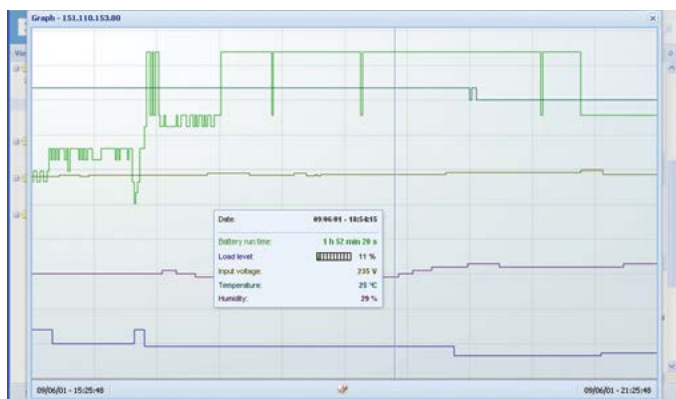 Graph - 151.110.153.80
Date: 09/06/01 - 18:54:15
Battery run time: 1 h 52 min 20 s
Load level: 11 %
Input voltage: 235 V
Temperature: 25 °C
Humidity: 29 %
09/06/01 - 15:25:48
09/06/01 - 21:25:48